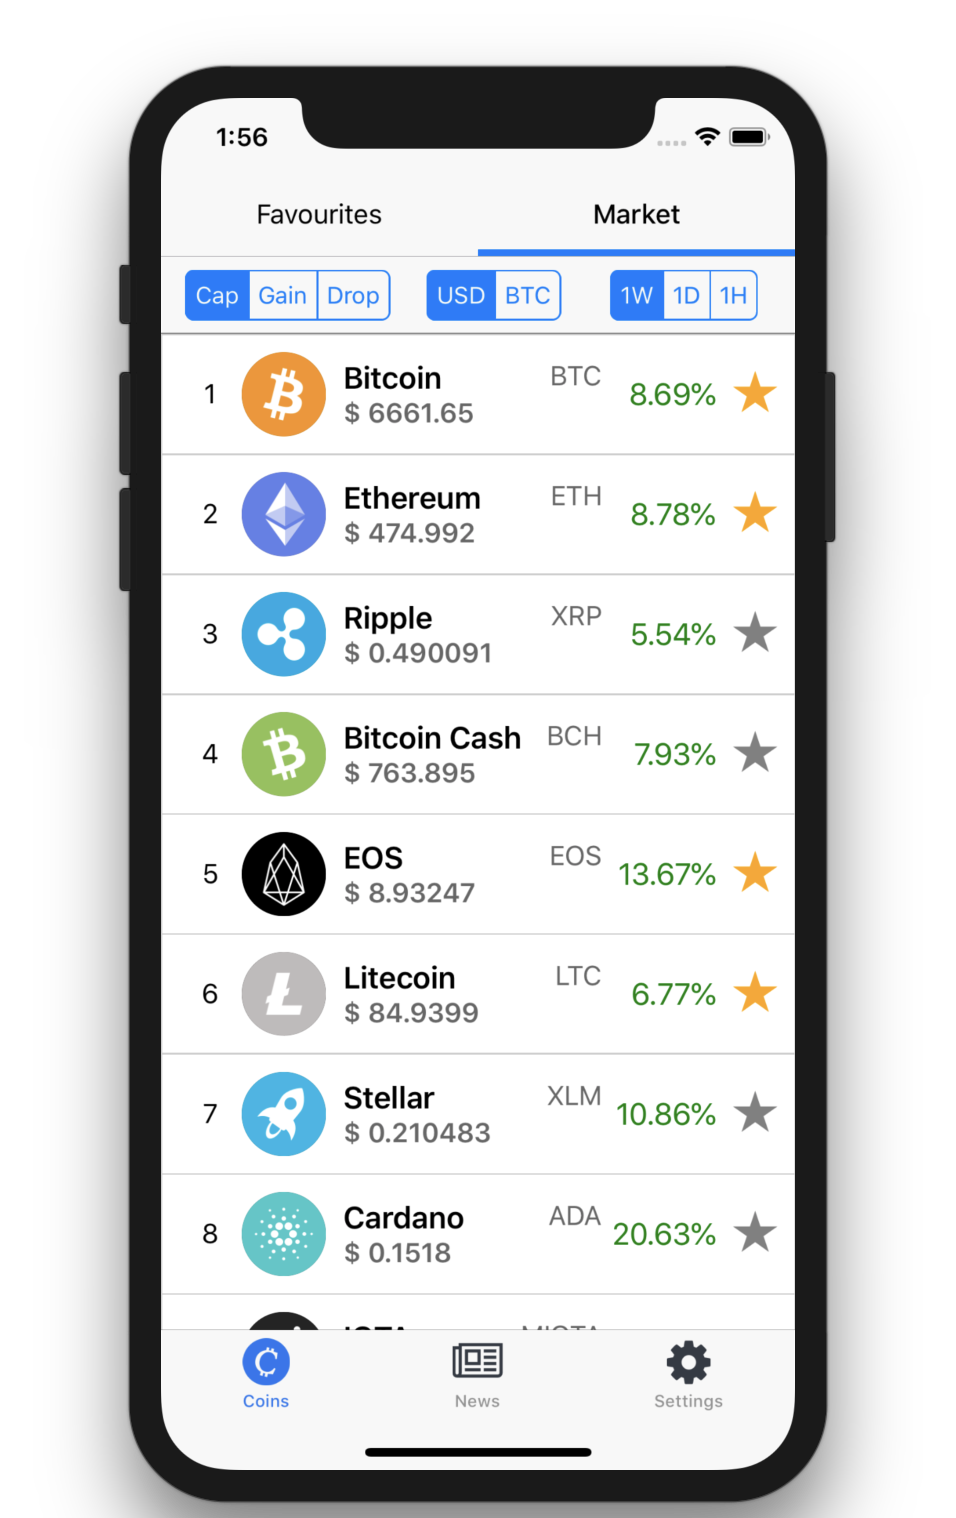 1:56
Favourites Market
Cap Gain Drop USD BTC 1W 1D 1H
1 Bitcoin BTC 8.69%
$ 6661.65
2 Ethereum ETH 8.78%
$ 474.992
3 Ripple XRP 5.54%
$ 0.490091
4 Bitcoin Cash BCH 7.93%
$ 763.895
5 EOS EOS 13.67%
$ 8.93247
6 Litecoin LTC 6.77%
$ 84.9399
7 Stellar XLM 10.86%
$ 0.210483
8 Cardano ADA 20.63%
$ 0.1518
Coins News Settings